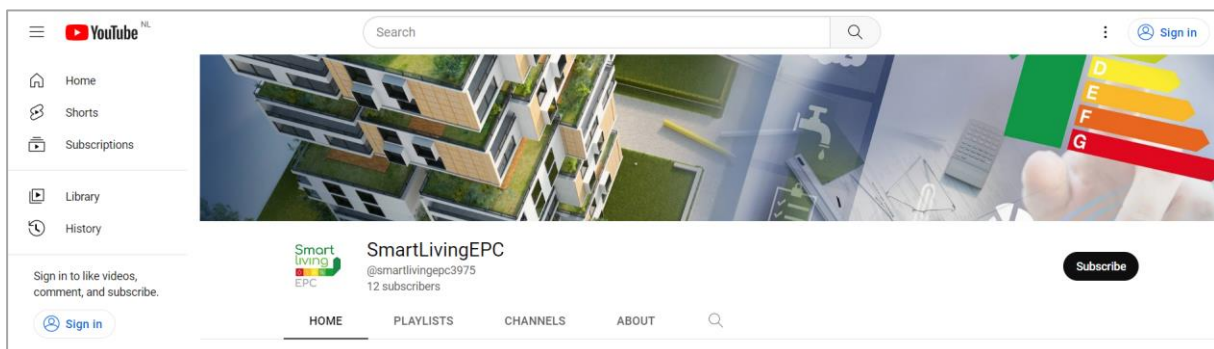 YouTube NL
Search
Sign in
Home
Shorts
Subscriptions
Library
History
Sign in to like videos,
comment, and subscribe.
Sign in
D
E
F
G
Smart
living
EPC
SmartLivingEPC
@smartlivingepc3975
12 subscribers
Subscribe
HOME PLAYLISTS CHANNELS ABOUT